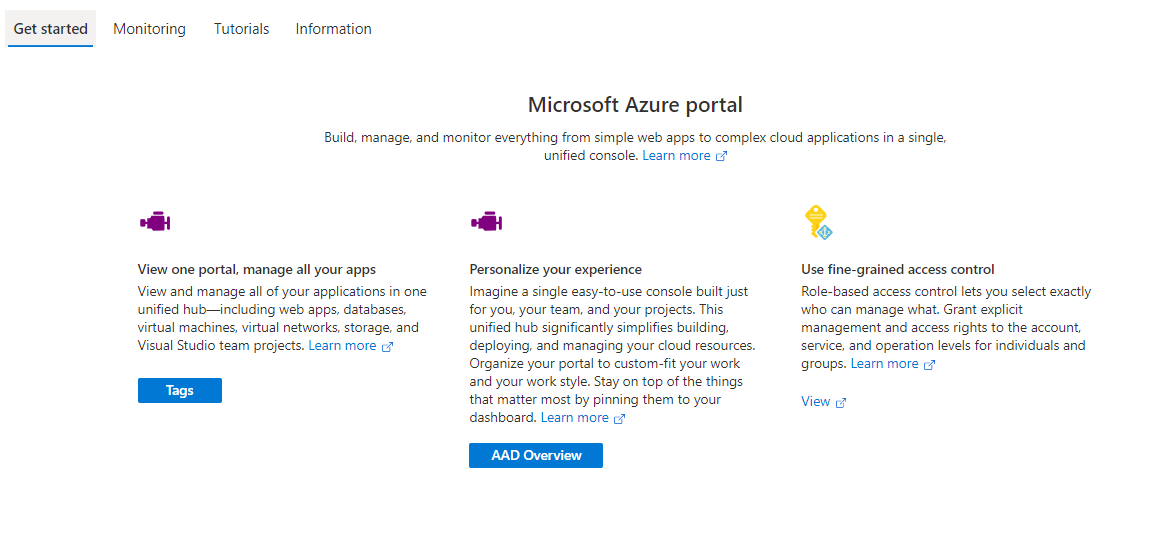 Get started Monitoring Tutorials Information
Microsoft Azure portal
Build, manage, and monitor everything from simple web apps to complex cloud applications in a single,
unified console. Learn more
View one portal, manage all your apps
View and manage all of your applications in one
unified hub—including web apps, databases,
virtual machines, virtual networks, storage, and
Visual Studio team projects. Learn more
Tags
Personalize your experience
Imagine a single easy-to-use console built just
for you, your team, and your projects. This
unified hub significantly simplifies building,
deploying, and managing your cloud resources.
Organize your portal to custom-fit your work
and your work style. Stay on top of the things
that matter most by pinning them to your
dashboard. Learn more
AAD Overview
Use fine-grained access control
Role-based access control lets you select exactly
who can manage what. Grant explicit
management and access rights to the account,
service, and operation levels for individuals and
groups. Learn more
View